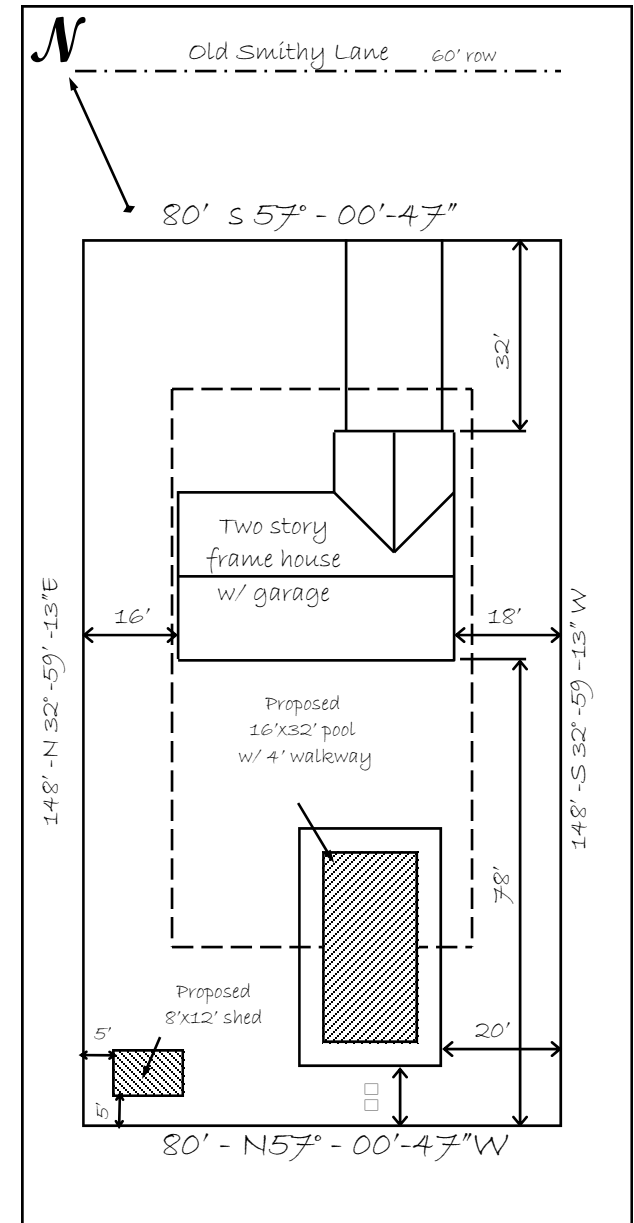 N
Old Smithy Lane 60' row
80' S 57° - 00'-47"
32'
Two story
frame house
w/ garage
16'
18'
148' -N 32° -59' -13"E
148' -S 32° -59 -13" W
Proposed
16'x32' pool
w/ 4' walkway
78'
Proposed
8'x12' shed
5'
20'
5'
80' - N57° - 00'-47"W